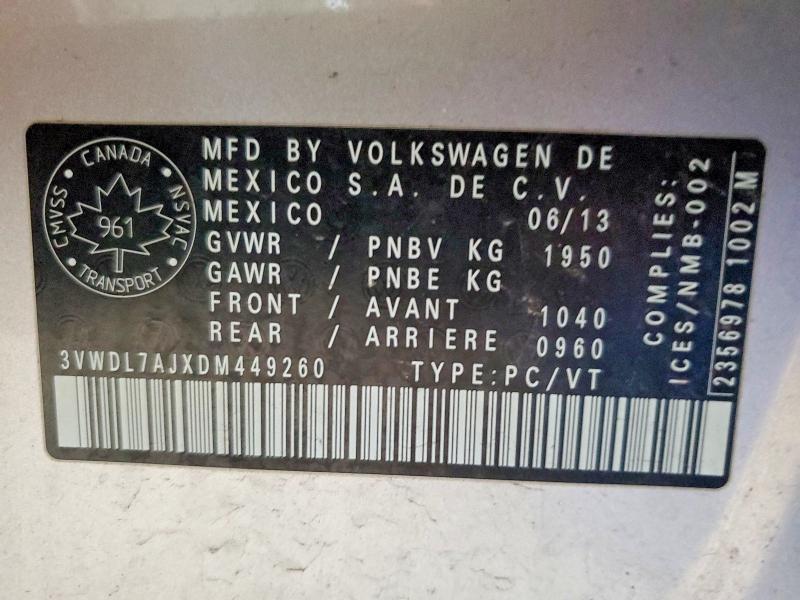 CANADA
CMVSS
NSVAC
961
TRANSPORT
MFD BY VOLKSWAGEN DE
MEXICO S.A. DE C.V.
MEXICO 06/13
GVWR / PNBV KG 1950
GAWR / PNBE KG
FRONT / AVANT 1040
REAR / ARRIERE 0960
3VWDL7AJXDM449260 TYPE:PC/VT
COMPLIES:
ICES/NMB-002
2356978 1002 M